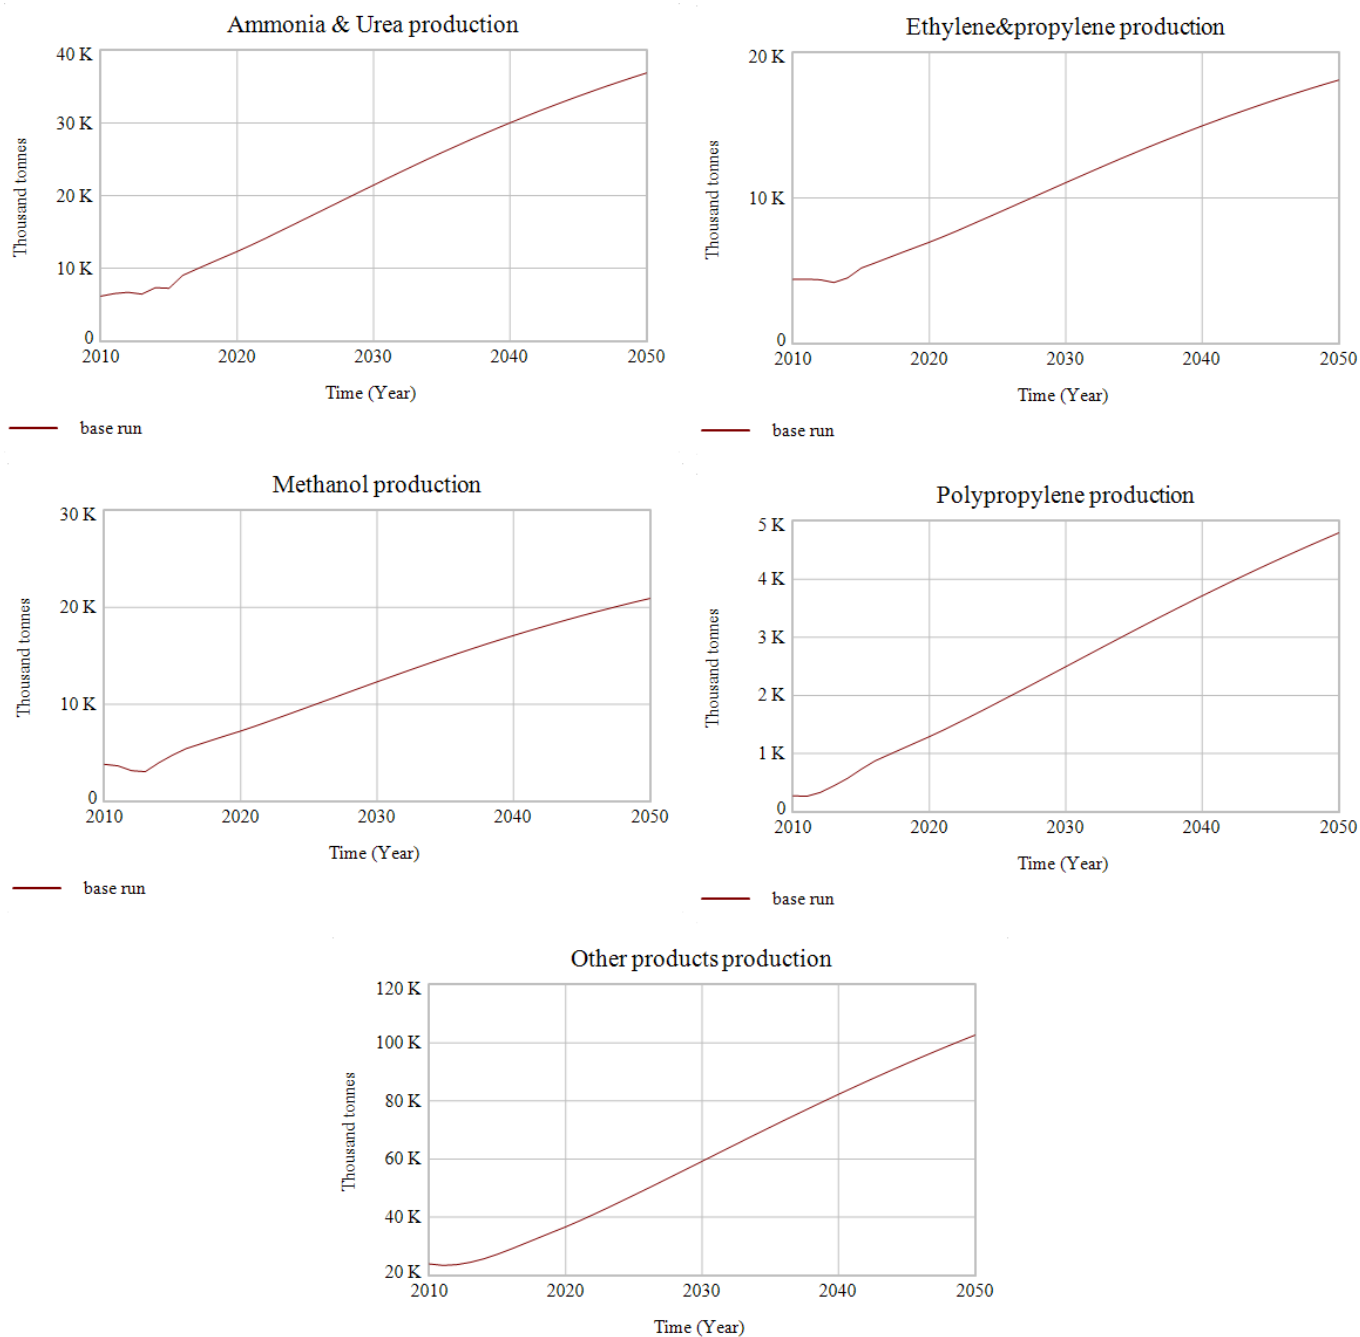 Ammonia & Urea production
40 K
30 K
20 K
10 K
0
Thousand tonnes
2010 2020 2030 2040 2050
Time (Year)
base run
Ethylene&propylene production
20 K
10 K
0
Thousand tonnes
2010 2020 2030 2040 2050
Time (Year)
base run
Methanol production
30 K
20 K
10 K
0
Thousand tonnes
2010 2020 2030 2040 2050
Time (Year)
base run
Polypropylene production
5 K
4 K
3 K
2 K
1 K
0
Thousand tonnes
2010 2020 2030 2040 2050
Time (Year)
base run
Other products production
120 K
100 K
80 K
60 K
40 K
20 K
Thousand tonnes
2010 2020 2030 2040 2050
Time (Year)